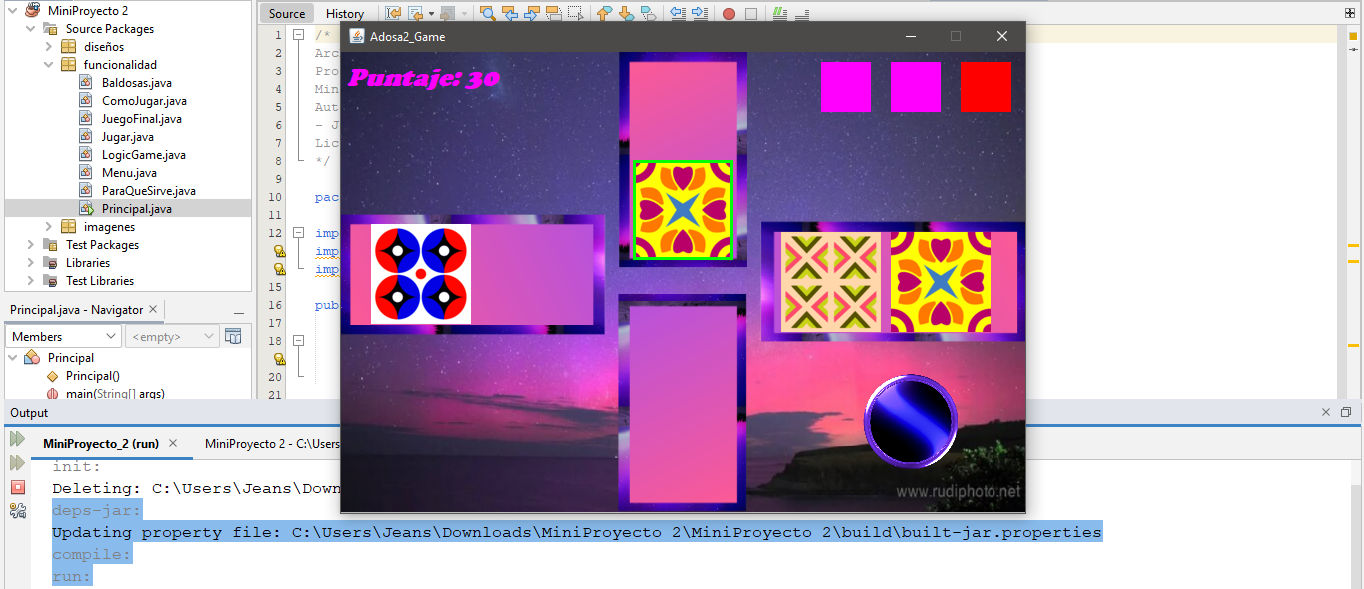 MiniProyecto 2
Source Packages
diseños
funcionalidad
Baldosas.java
ComoJugar.java
JuegoFinal.java
Jugar.java
LogicGame.java
Menu.java
ParaQueSirve.java
Principal.java
imagenes
Test Packages
Libraries
Test Libraries
Principal.java - Navigator
Members
<empty>
Principal
Principal()
main(String[] args)
Source History
1 /*
2 Arc
3 Pro
4 Min
5 Aut
6 - J
7 Lic
8 */
9
10 pac
11
12 imp
imp
imp
15
16 pub
17
18
20
21
Adosa2_Game
Puntaje: 30
www.rudiphoto.net
Output
MiniProyecto_2 (run)
MiniProyecto 2 - C:\Users
init:
Deleting: C:\Users\Jeans\Down
deps-jar:
Updating property file: C:\Users\Jeans\Downloads\MiniProyecto 2\MiniProyecto 2\build\built-jar.properties
compile:
run: